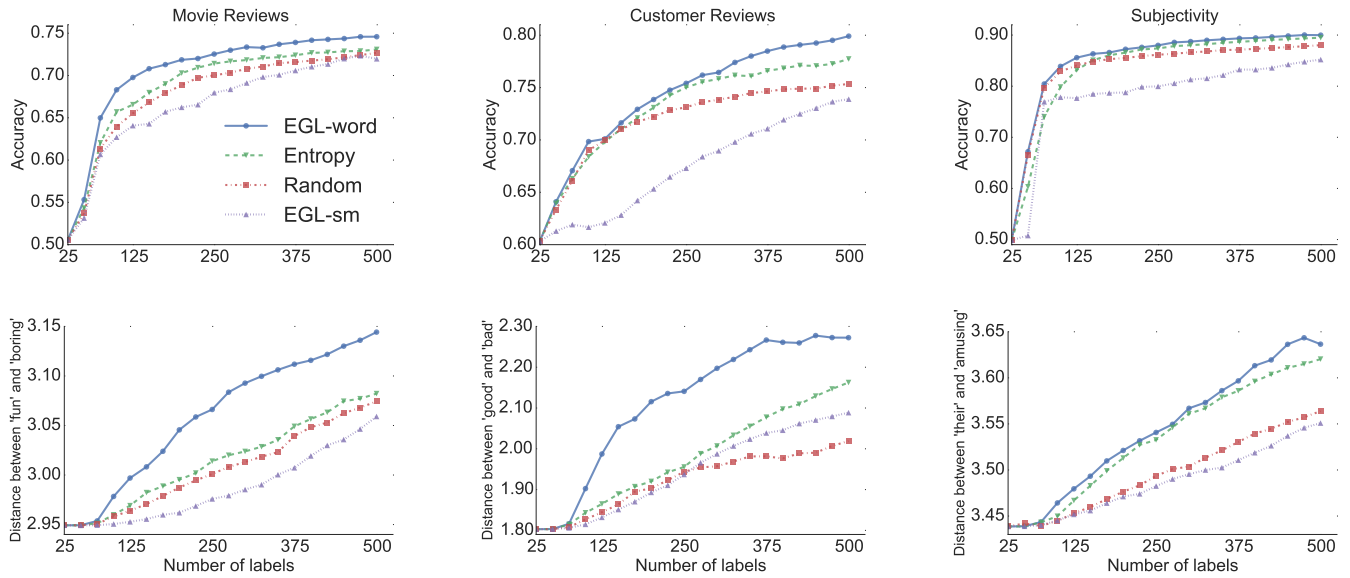 Movie Reviews
Accuracy
0.75
0.70
0.65
0.60
0.55
0.50
25 125 250 375 500
EGL-word
Entropy
Random
EGL-sm
Customer Reviews
Accuracy
0.80
0.75
0.70
0.65
0.60
25 125 250 375 500
Subjectivity
Accuracy
0.90
0.80
0.70
0.60
0.50
25 125 250 375 500
Distance between 'fun' and 'boring'
3.15
3.10
3.05
3.00
2.95
25 125 250 375 500
Number of labels
Distance between 'good' and 'bad'
2.30
2.20
2.10
2.00
1.90
1.80
25 125 250 375 500
Number of labels
Distance between 'their' and 'amusing'
3.65
3.60
3.50
3.50
3.45
25 125 250 375 500
Number of labels